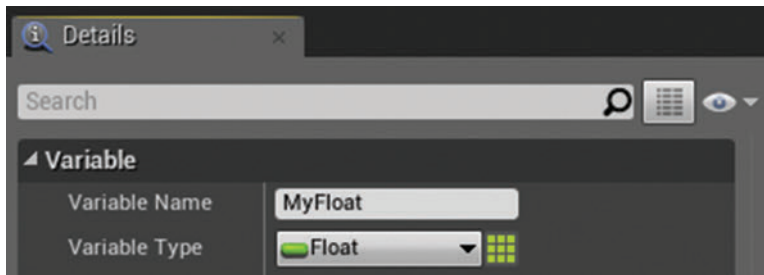 Details
Search
Variable
Variable Name MyFloat
Variable Type Float